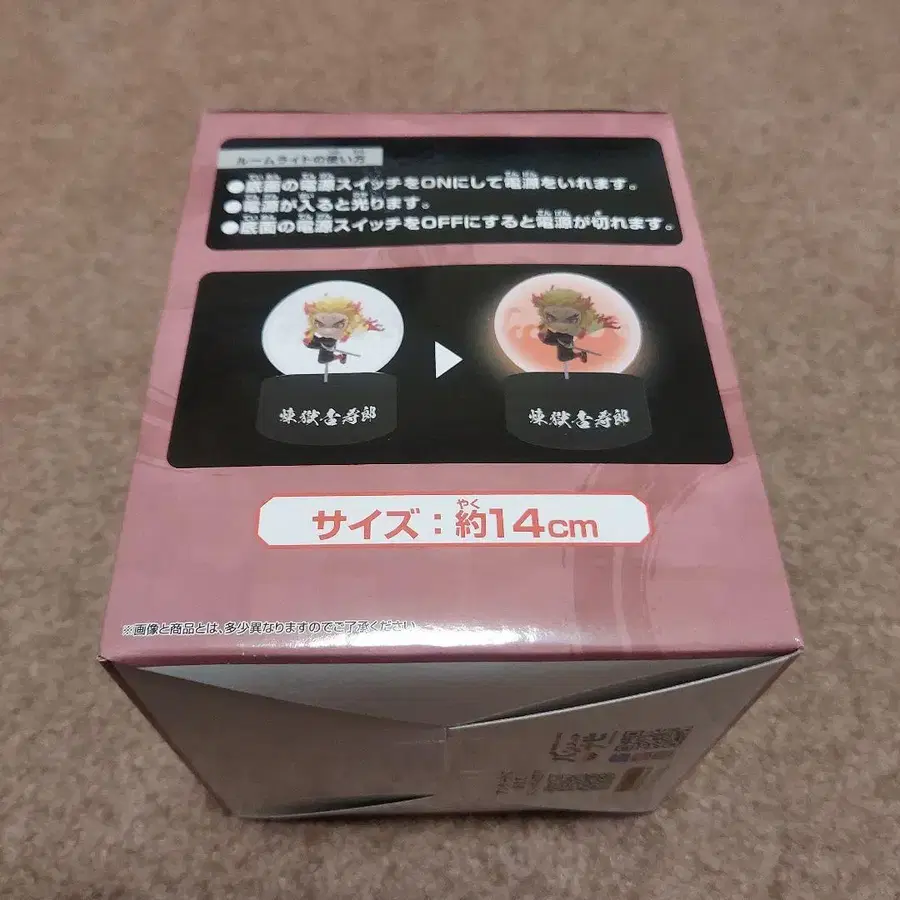 ルームライトの使い方
●底面の電源スイッチをONにして電源をいれます。
●電源が入ると光ります。
●底面の電源スイッチをOFFにすると電源が切れます。
煉獄杏寿郎
煉獄杏寿郎
サイズ：約14cm
※画像と商品とは、多少異なりますのでご了承ください